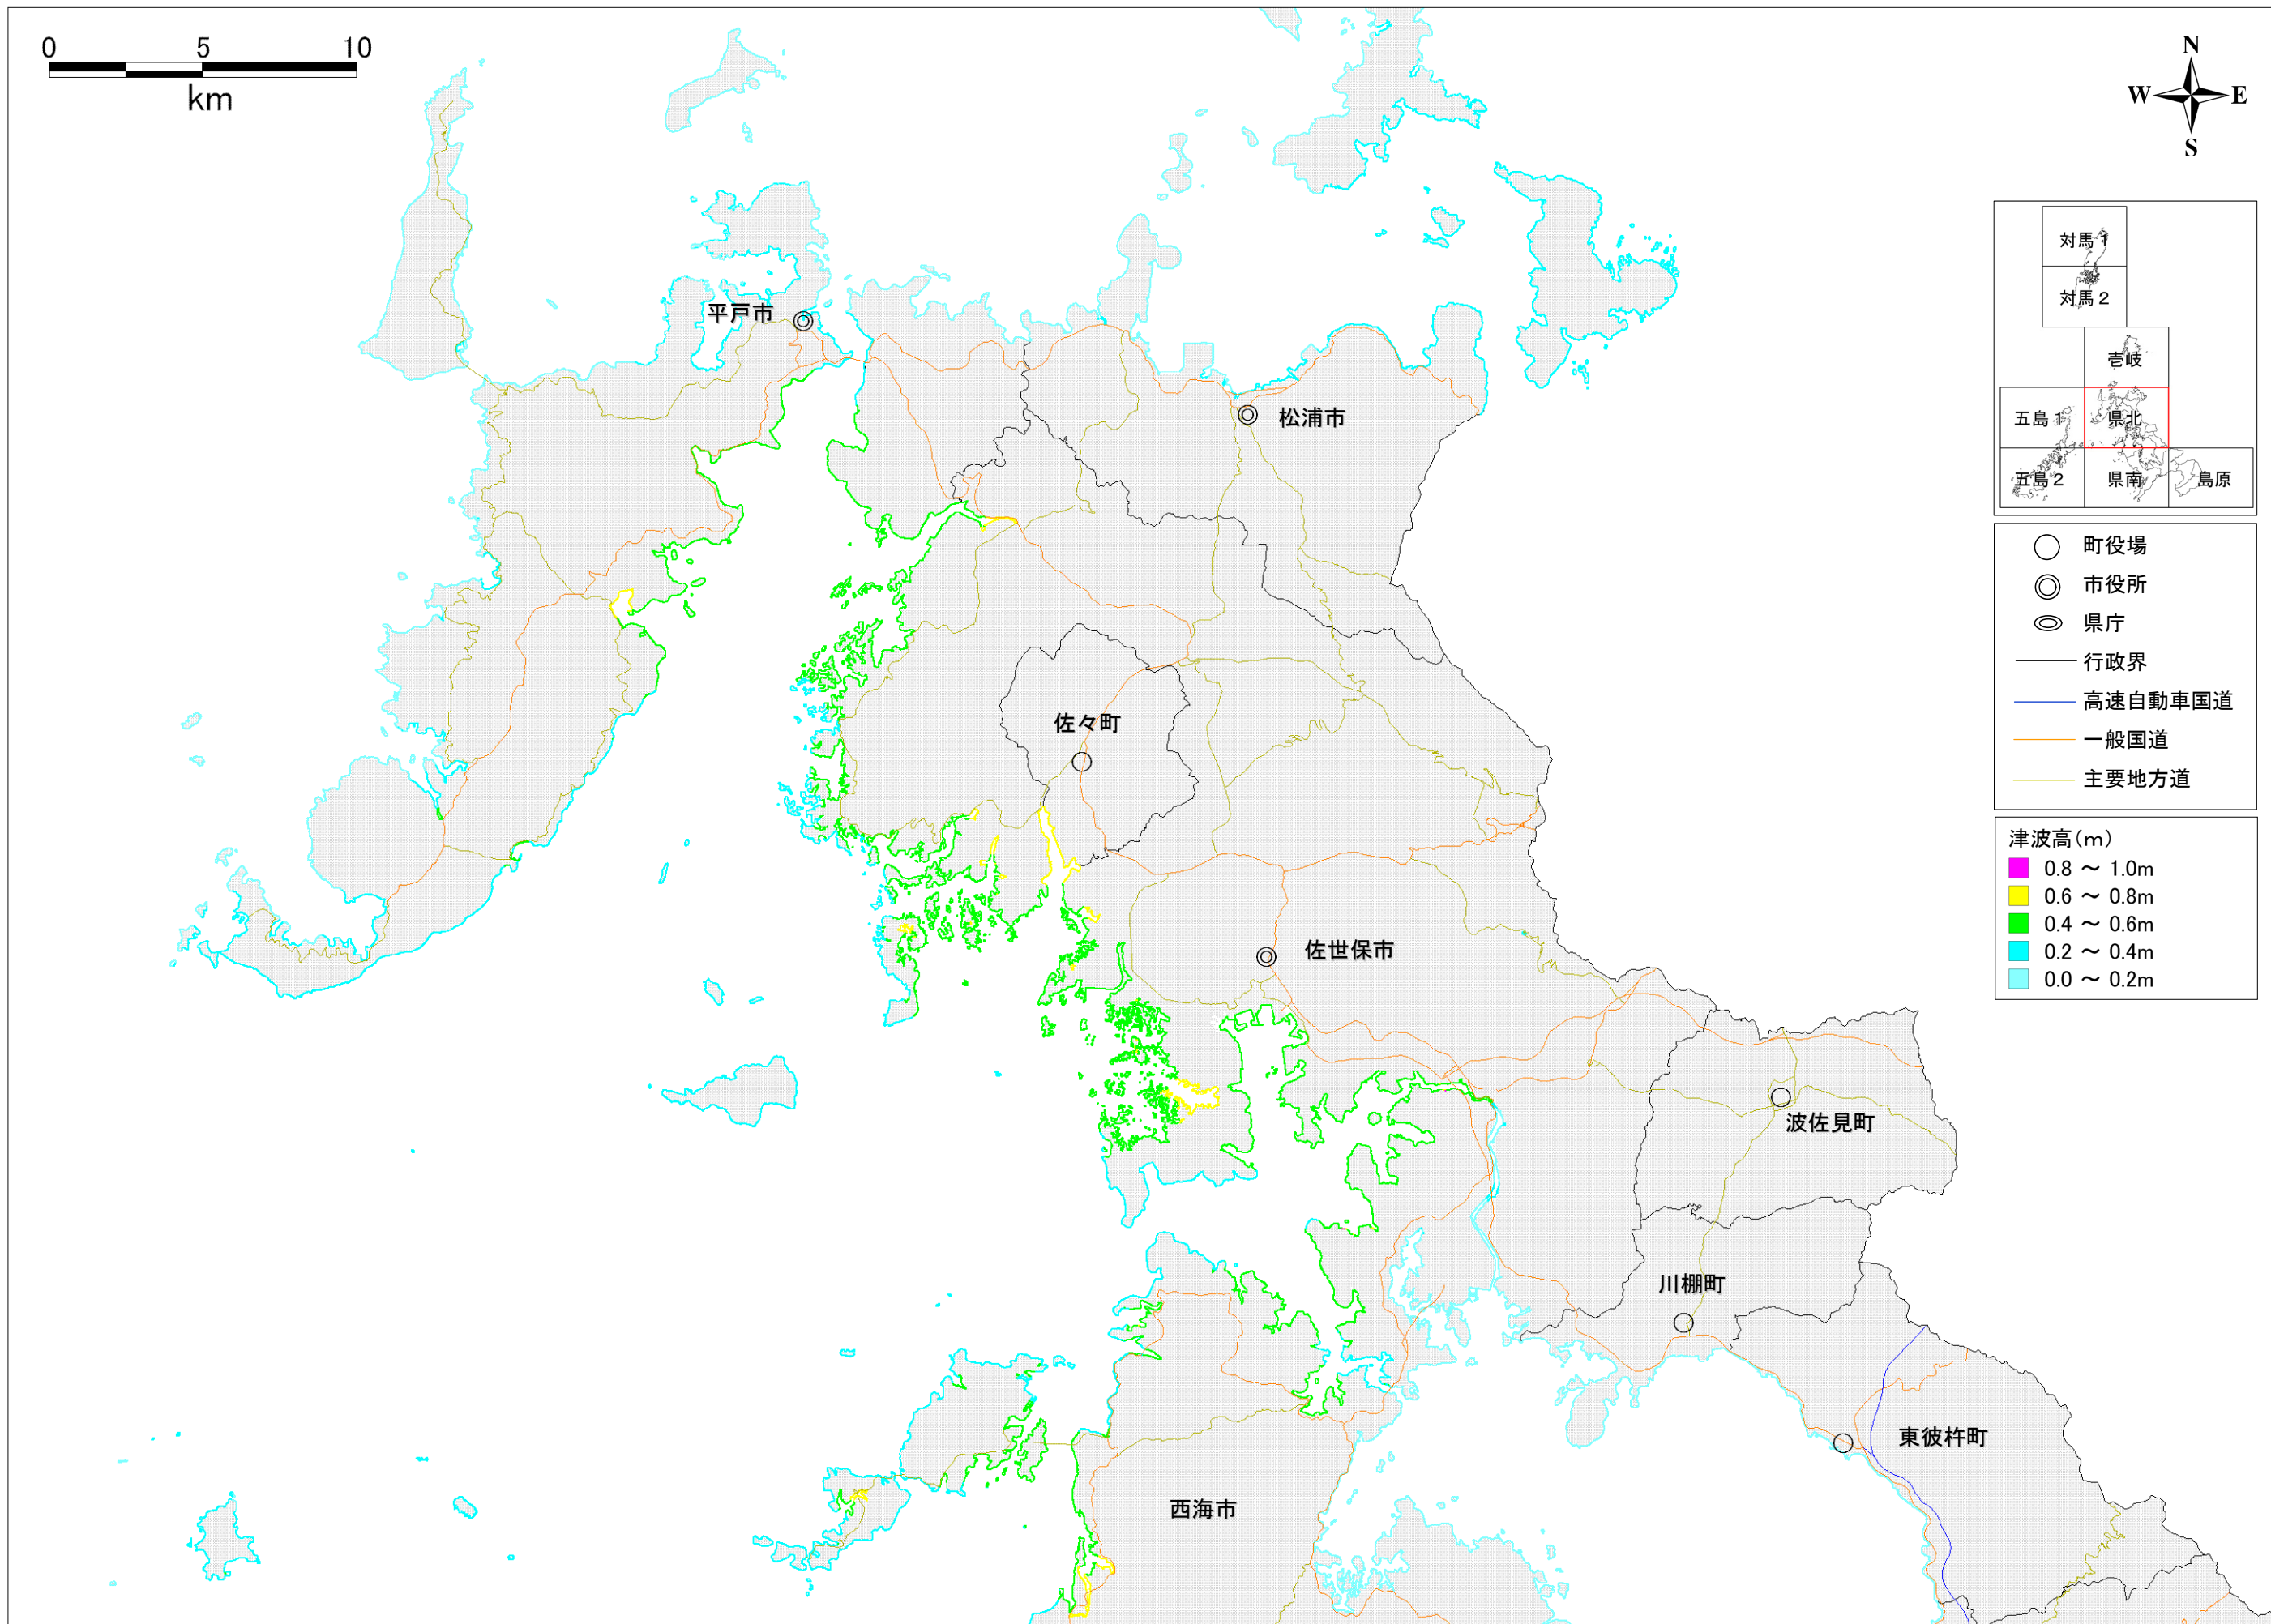 0 5 10
km
N
W E
S
対馬1
対馬2
壱岐
五島1 県北
五島2 県南 島原
町役場
市役所
県庁
行政界
高速自動車国道
一般国道
主要地方道
津波高(m)
0.8 ～ 1.0m
0.6 ～ 0.8m
0.4 ～ 0.6m
0.2 ～ 0.4m
0.0 ～ 0.2m
平戸市
松浦市
佐々町
佐世保市
波佐見町
川棚町
東彼杵町
西海市